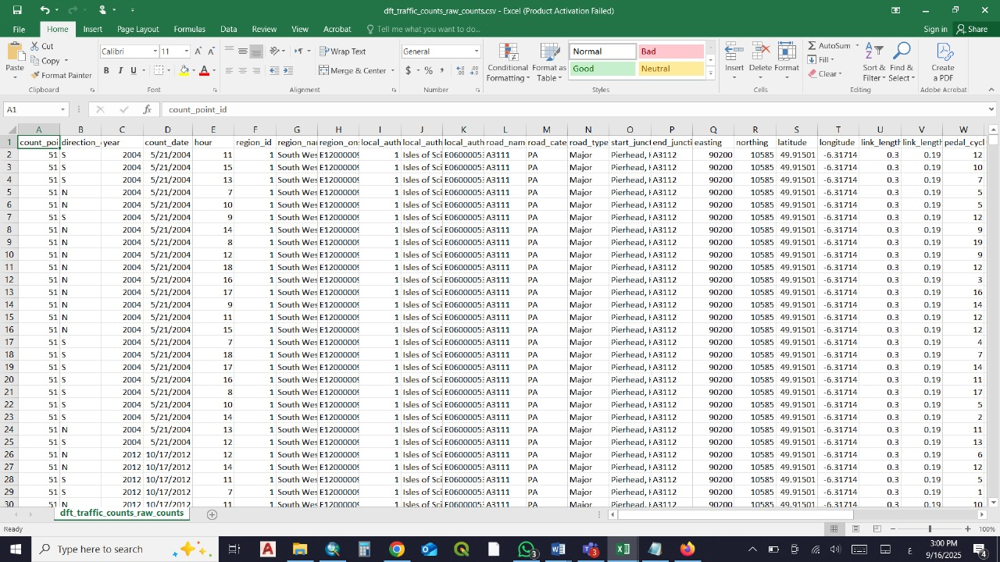 dft_traffic_counts_raw_counts.csv - Excel (Product Activation Failed)
File Home Insert Page Layout Formulas Data Review View Acrobat Tell me what you want to do... Sign in Share
Paste Cut Copy Format Painter Clipboard
Calibri 11 B I U A Font
Wrap Text Merge & Center Alignment
General $ % , Number
Conditional Formatting Format as Table Normal Bad Good Neutral Styles
Insert Delete Format Cells
AutoSum Fill Clear Sort & Filter Find & Select Editing
Create a PDF Adobe Acrobat
A1 fx count_point_id
A B C D E F G H I J K L M N O P Q R S T U V W
1 count_poi direction_ year count_date hour region_id region_na region_on local_auth local_auth local_auth road_nam road_cate road_type start_junct end_juncti easting northing latitude longitude link_length link_length pedal_cycl
2 51 S 2004 5/21/2004 11 1 South Wes E12000009 1 Isles of Sci E0600005 A3111 PA Major Pierhead, A3112 90200 10585 49.91501 -6.31714 0.3 0.19 12
3 51 S 2004 5/21/2004 15 1 South Wes E12000009 1 Isles of Sci E0600005 A3111 PA Major Pierhead, A3112 90200 10585 49.91501 -6.31714 0.3 0.19 10
4 51 S 2004 5/21/2004 13 1 South Wes E12000009 1 Isles of Sci E0600005 A3111 PA Major Pierhead, A3112 90200 10585 49.91501 -6.31714 0.3 0.19 7
5 51 N 2004 5/21/2004 7 1 South Wes E12000009 1 Isles of Sci E0600005 A3111 PA Major Pierhead, A3112 90200 10585 49.91501 -6.31714 0.3 0.19 5
6 51 N 2004 5/21/2004 10 1 South Wes E12000009 1 Isles of Sci E0600005 A3111 PA Major Pierhead, A3112 90200 10585 49.91501 -6.31714 0.3 0.19 5
7 51 S 2004 5/21/2004 9 1 South Wes E12000009 1 Isles of Sci E0600005 A3111 PA Major Pierhead, A3112 90200 10585 49.91501 -6.31714 0.3 0.19 12
8 51 N 2004 5/21/2004 14 1 South Wes E12000009 1 Isles of Sci E0600005 A3111 PA Major Pierhead, A3112 90200 10585 49.91501 -6.31714 0.3 0.19 9
9 51 N 2004 5/21/2004 8 1 South Wes E12000009 1 Isles of Sci E0600005 A3111 PA Major Pierhead, A3112 90200 10585 49.91501 -6.31714 0.3 0.19 19
10 51 N 2004 5/21/2004 12 1 South Wes E12000009 1 Isles of Sci E0600005 A3111 PA Major Pierhead, A3112 90200 10585 49.91501 -6.31714 0.3 0.19 9
11 51 N 2004 5/21/2004 18 1 South Wes E12000009 1 Isles of Sci E0600005 A3111 PA Major Pierhead, A3112 90200 10585 49.91501 -6.31714 0.3 0.19 12
12 51 N 2004 5/21/2004 16 1 South Wes E12000009 1 Isles of Sci E0600005 A3111 PA Major Pierhead, A3112 90200 10585 49.91501 -6.31714 0.3 0.19 3
13 51 N 2004 5/21/2004 17 1 South Wes E12000009 1 Isles of Sci E0600005 A3111 PA Major Pierhead, A3112 90200 10585 49.91501 -6.31714 0.3 0.19 16
14 51 N 2004 5/21/2004 9 1 South Wes E12000009 1 Isles of Sci E0600005 A3111 PA Major Pierhead, A3112 90200 10585 49.91501 -6.31714 0.3 0.19 14
15 51 N 2004 5/21/2004 11 1 South Wes E12000009 1 Isles of Sci E0600005 A3111 PA Major Pierhead, A3112 90200 10585 49.91501 -6.31714 0.3 0.19 12
16 51 N 2004 5/21/2004 15 1 South Wes E12000009 1 Isles of Sci E0600005 A3111 PA Major Pierhead, A3112 90200 10585 49.91501 -6.31714 0.3 0.19 12
17 51 S 2004 5/21/2004 7 1 South Wes E12000009 1 Isles of Sci E0600005 A3111 PA Major Pierhead, A3112 90200 10585 49.91501 -6.31714 0.3 0.19 4
18 51 S 2004 5/21/2004 18 1 South Wes E12000009 1 Isles of Sci E0600005 A3111 PA Major Pierhead, A3112 90200 10585 49.91501 -6.31714 0.3 0.19 7
19 51 S 2004 5/21/2004 17 1 South Wes E12000009 1 Isles of Sci E0600005 A3111 PA Major Pierhead, A3112 90200 10585 49.91501 -6.31714 0.3 0.19 14
20 51 S 2004 5/21/2004 16 1 South Wes E12000009 1 Isles of Sci E0600005 A3111 PA Major Pierhead, A3112 90200 10585 49.91501 -6.31714 0.3 0.19 11
21 51 S 2004 5/21/2004 8 1 South Wes E12000009 1 Isles of Sci E0600005 A3111 PA Major Pierhead, A3112 90200 10585 49.91501 -6.31714 0.3 0.19 17
22 51 S 2004 5/21/2004 10 1 South Wes E12000009 1 Isles of Sci E0600005 A3111 PA Major Pierhead, A3112 90200 10585 49.91501 -6.31714 0.3 0.19 5
23 51 S 2004 5/21/2004 14 1 South Wes E12000009 1 Isles of Sci E0600005 A3111 PA Major Pierhead, A3112 90200 10585 49.91501 -6.31714 0.3 0.19 2
24 51 N 2004 5/21/2004 13 1 South Wes E12000009 1 Isles of Sci E0600005 A3111 PA Major Pierhead, A3112 90200 10585 49.91501 -6.31714 0.3 0.19 11
25 51 S 2004 5/21/2004 12 1 South Wes E12000009 1 Isles of Sci E0600005 A3111 PA Major Pierhead, A3112 90200 10585 49.91501 -6.31714 0.3 0.19 13
26 51 N 2012 10/17/2012 12 1 South Wes E12000009 1 Isles of Sci E0600005 A3111 PA Major Pierhead, A3112 90200 10585 49.91501 -6.31714 0.3 0.19 6
27 51 N 2012 10/17/2012 14 1 South Wes E12000009 1 Isles of Sci E0600005 A3111 PA Major Pierhead, A3112 90200 10585 49.91501 -6.31714 0.3 0.19 12
28 51 S 2012 10/17/2012 11 1 South Wes E12000009 1 Isles of Sci E0600005 A3111 PA Major Pierhead, A3112 90200 10585 49.91501 -6.31714 0.3 0.19 5
29 51 S 2012 10/17/2012 7 1 South Wes E12000009 1 Isles of Sci E0600005 A3111 PA Major Pierhead, A3112 90200 10585 49.91501 -6.31714 0.3 0.19 1
30 51 N 2012 10/17/2012 11 1 South Wes E12000009 1 Isles of Sci E0600005 A3111 PA Major Pierhead, A3112 90200 10585 49.91501 -6.31714 0.3 0.19 10
dft_traffic_counts_raw_counts
Ready 100%
Type here to search
3:00 PM
9/16/2025